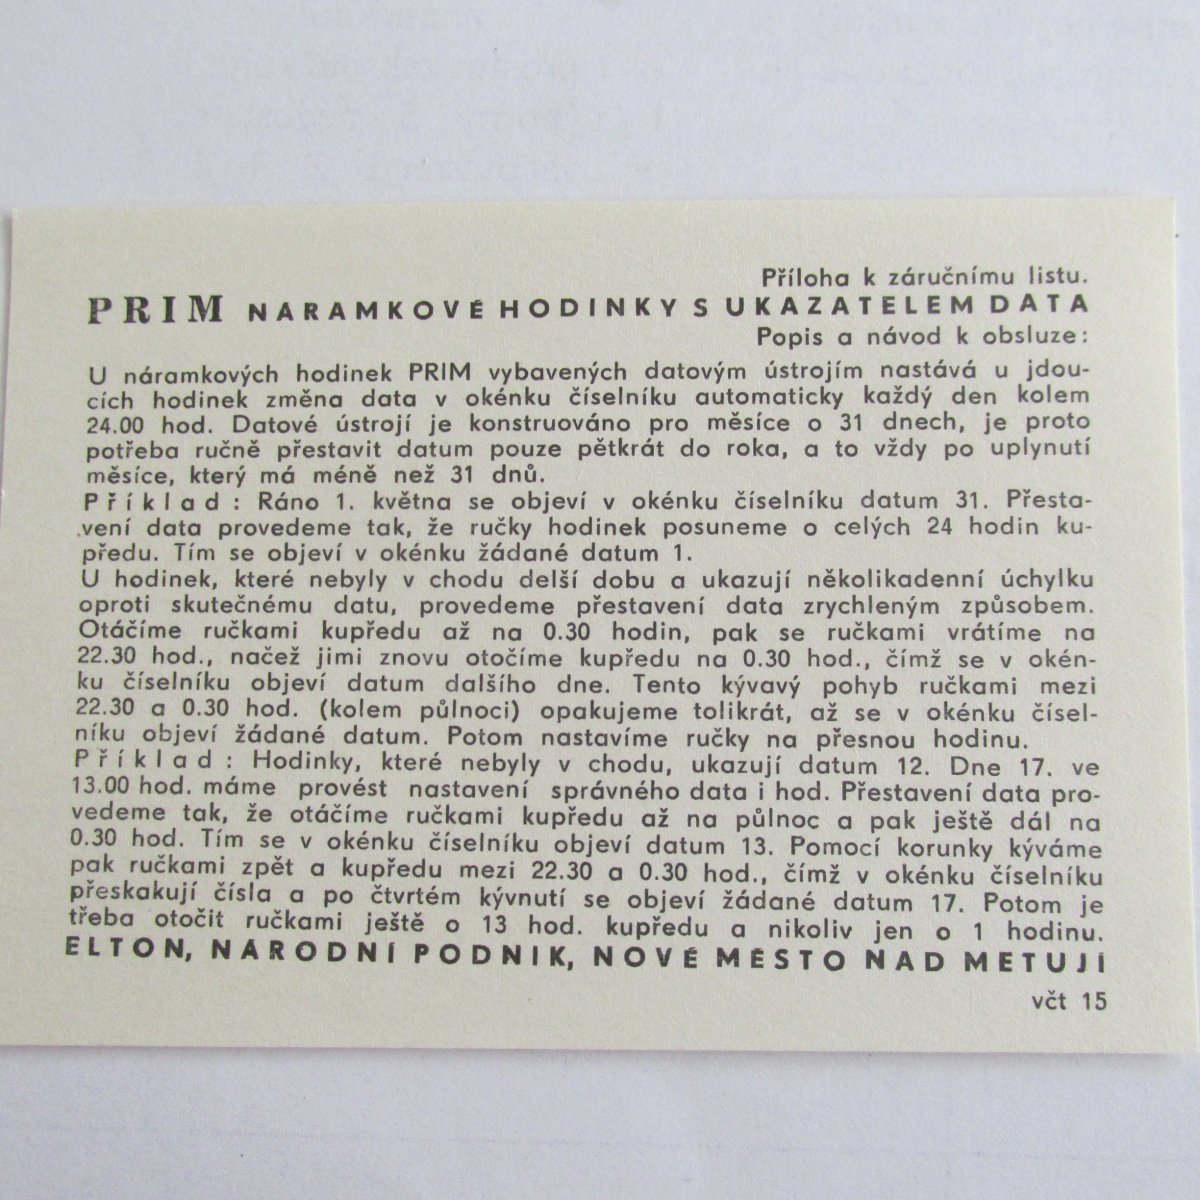 Příloha k záručnímu listu.
PRIM NÁRAMKOVÉ HODINKY S UKAZATELEM DATA
Popis a návod k obsluze:
U náramkových hodinek PRIM vybavených datovým ústrojím nastává u jdou-
cích hodinek změna data v okénku číselníku automaticky každý den kolem
24.00 hod. Datové ústrojí je konstruováno pro měsíce o 31 dnech, je proto
potřeba ručně přestavit datum pouze pětkrát do roka, a to vždy po uplynutí
měsíce, který má méně než 31 dnů.
Příklad: Ráno 1. května se objeví v okénku číselníku datum 31. Přesta-
vení data provedeme tak, že ručky hodinek posuneme o celých 24 hodin ku-
předu. Tím se objeví v okénku žádané datum 1.
U hodinek, které nebyly v chodu delší dobu a ukazují několikadenní úchylku
oproti skutečnému datu, provedeme přestavení data zrychleným způsobem.
Otáčíme ručkami kupředu až na 0.30 hodin, pak se ručkami vrátíme na
22.30 hod., načež jimi znovu otočíme kupředu na 0.30 hod., čímž se v okén-
ku číselníku objeví datum dalšího dne. Tento kývavý pohyb ručkami mezi
22.30 a 0.30 hod. (kolem půlnoci) opakujeme tolikrát, až se v okénku čísel-
níku objeví žádané datum. Potom nastavíme ručky na přesnou hodinu.
Příklad: Hodinky, které nebyly v chodu, ukazují datum 12. Dne 17. ve
13.00 hod. máme provést nastavení správného data i hod. Přestavení data pro-
vedeme tak, že otáčíme ručkami kupředu až na půlnoc a pak ještě dál na
0.30 hod. Tím se v okénku číselníku objeví datum 13. Pomocí korunky kýváme
pak ručkami zpět a kupředu mezi 22.30 a 0.30 hod., čímž v okénku číselníku
přeskakují čísla a po čtvrtém kývnutí se objeví žádané datum 17. Potom je
třeba otočit ručkami ještě o 13 hod. kupředu a nikoliv jen o 1 hodinu.
ELTON, NÁRODNÍ PODNIK, NOVÉ MĚSTO NAD METUJÍ
včt 15